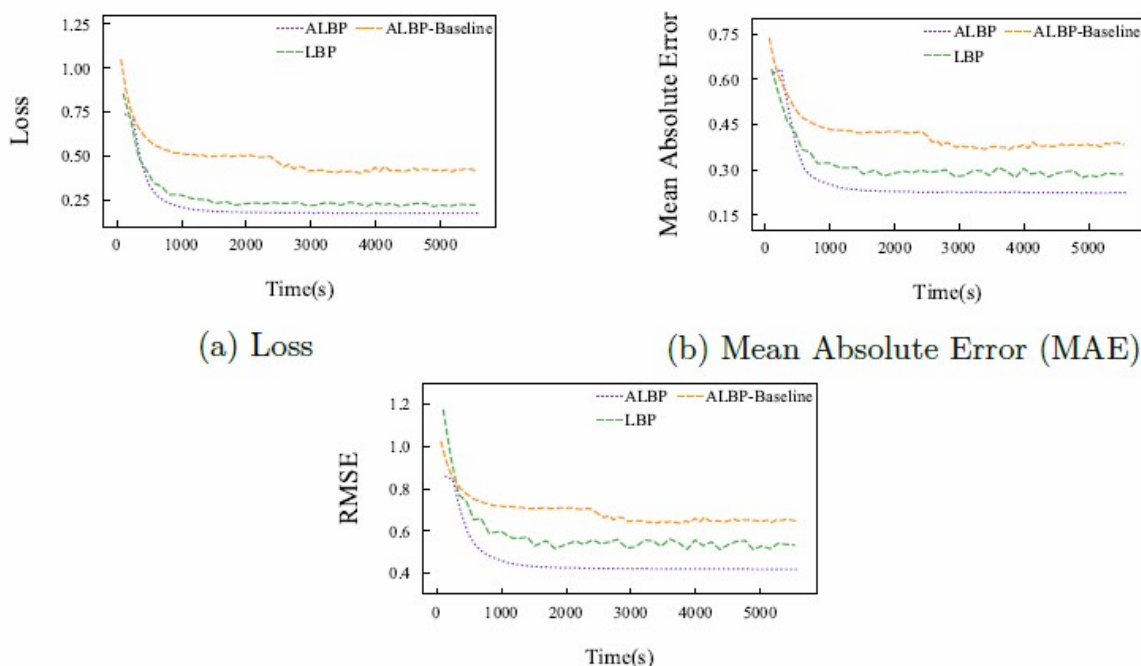 1.25
1.00
0.75
0.50
0.25
Loss
ALBP
ALBP-Baseline
LBP
0 1000 2000 3000 4000 5000
Time(s)
(a) Loss
0.75
0.60
0.45
0.30
0.15
Mean Absolute Error
ALBP
ALBP-Baseline
LBP
0 1000 2000 3000 4000 5000
Time(s)
(b) Mean Absolute Error (MAE)
1.2
1.0
0.8
0.6
0.4
RMSE
ALBP
ALBP-Baseline
LBP
0 1000 2000 3000 4000 5000
Time(s)